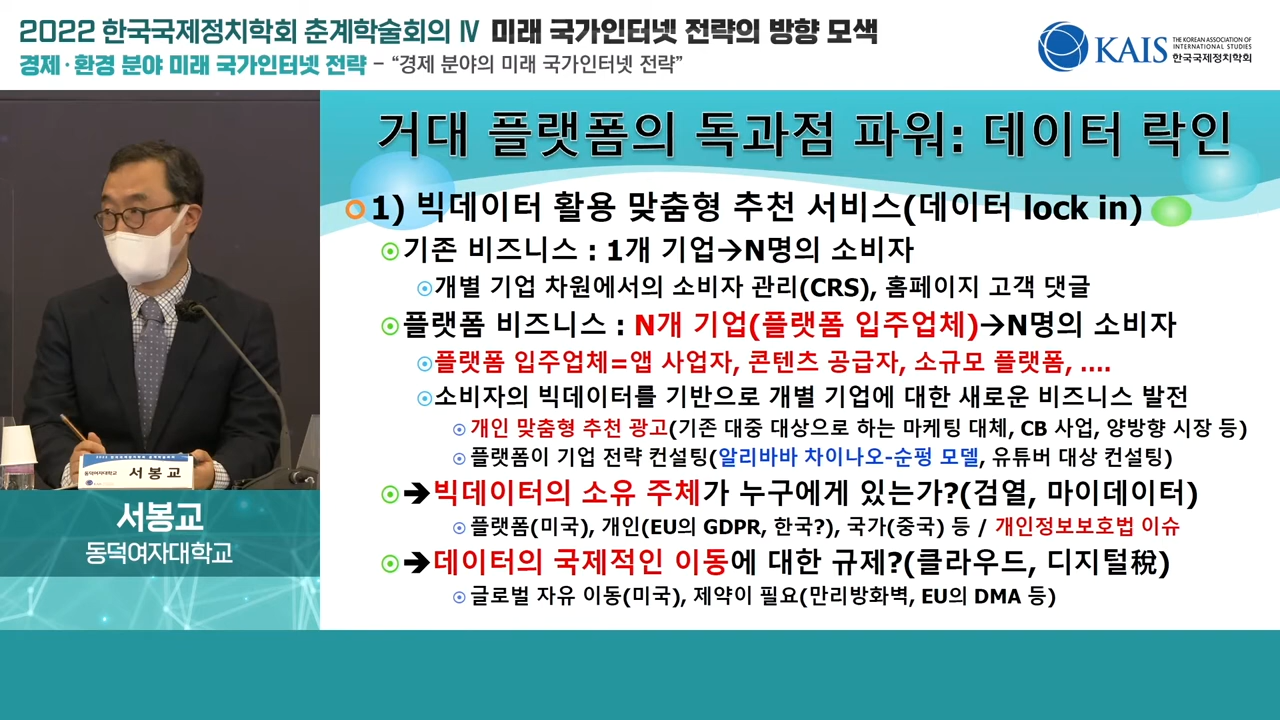 2022 한국국제정치학회 춘계학술회의 Ⅳ 미래 국가인터넷 전략의 방향 모색
경제·환경 분야 미래 국가인터넷 전략 - “경제 분야의 미래 국가인터넷 전략”
KAIS
THE KOREAN ASSOCIATION OF
INTERNATIONAL STUDIES
한국국제정치학회
거대 플랫폼의 독과점 파워: 데이터 락인
1) 빅데이터 활용 맞춤형 추천 서비스(데이터 lock in)
기존 비즈니스 : 1개 기업→N명의 소비자
개별 기업 차원에서의 소비자 관리(CRS), 홈페이지 고객 댓글
플랫폼 비즈니스 : N개 기업(플랫폼 입주업체)→N명의 소비자
플랫폼 입주업체=앱 사업자, 콘텐츠 공급자, 소규모 플랫폼, ....
소비자의 빅데이터를 기반으로 개별 기업에 대한 새로운 비즈니스 발전
개인 맞춤형 추천 광고(기존 대중 대상으로 하는 마케팅 대체, CB 사업, 양방향 시장 등)
플랫폼이 기업 전략 컨설팅(알리바바 차이나오-순펑 모델, 유튜버 대상 컨설팅)
→빅데이터의 소유 주체가 누구에게 있는가?(검열, 마이데이터)
플랫폼(미국), 개인(EU의 GDPR, 한국?), 국가(중국) 등 / 개인정보보호법 이슈
→데이터의 국제적인 이동에 대한 규제?(클라우드, 디지털稅)
글로벌 자유 이동(미국), 제약이 필요(만리방화벽, EU의 DMA 등)
동덕여자대학교 서봉교
서봉교
동덕여자대학교